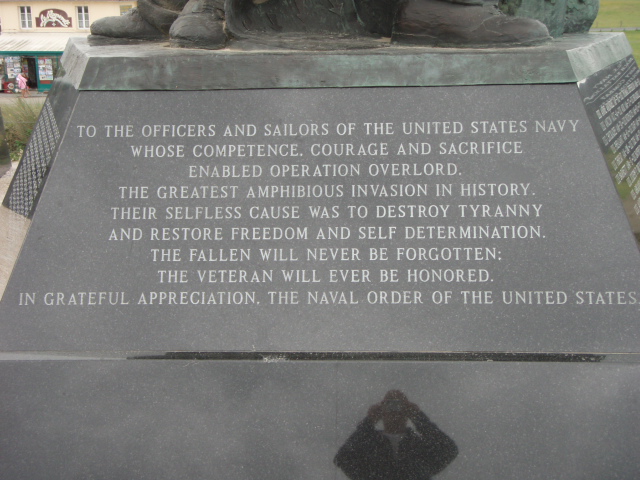 TO THE OFFICERS AND SAILORS OF THE UNITED STATES NAVY
WHOSE COMPETENCE, COURAGE AND SACRIFICE
ENABLED OPERATION OVERLORD.
THE GREATEST AMPHIBIOUS INVASION IN HISTORY.
THEIR SELFLESS CAUSE WAS TO DESTROY TYRANNY
AND RESTORE FREEDOM AND SELF DETERMINATION.
THE FALLEN WILL NEVER BE FORGOTTEN;
THE VETERAN WILL EVER BE HONORED.
IN GRATEFUL APPRECIATION, THE NAVAL ORDER OF THE UNITED STATES.